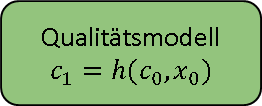 Qualitätsmodell
c₁ = h(c₀, x₀)